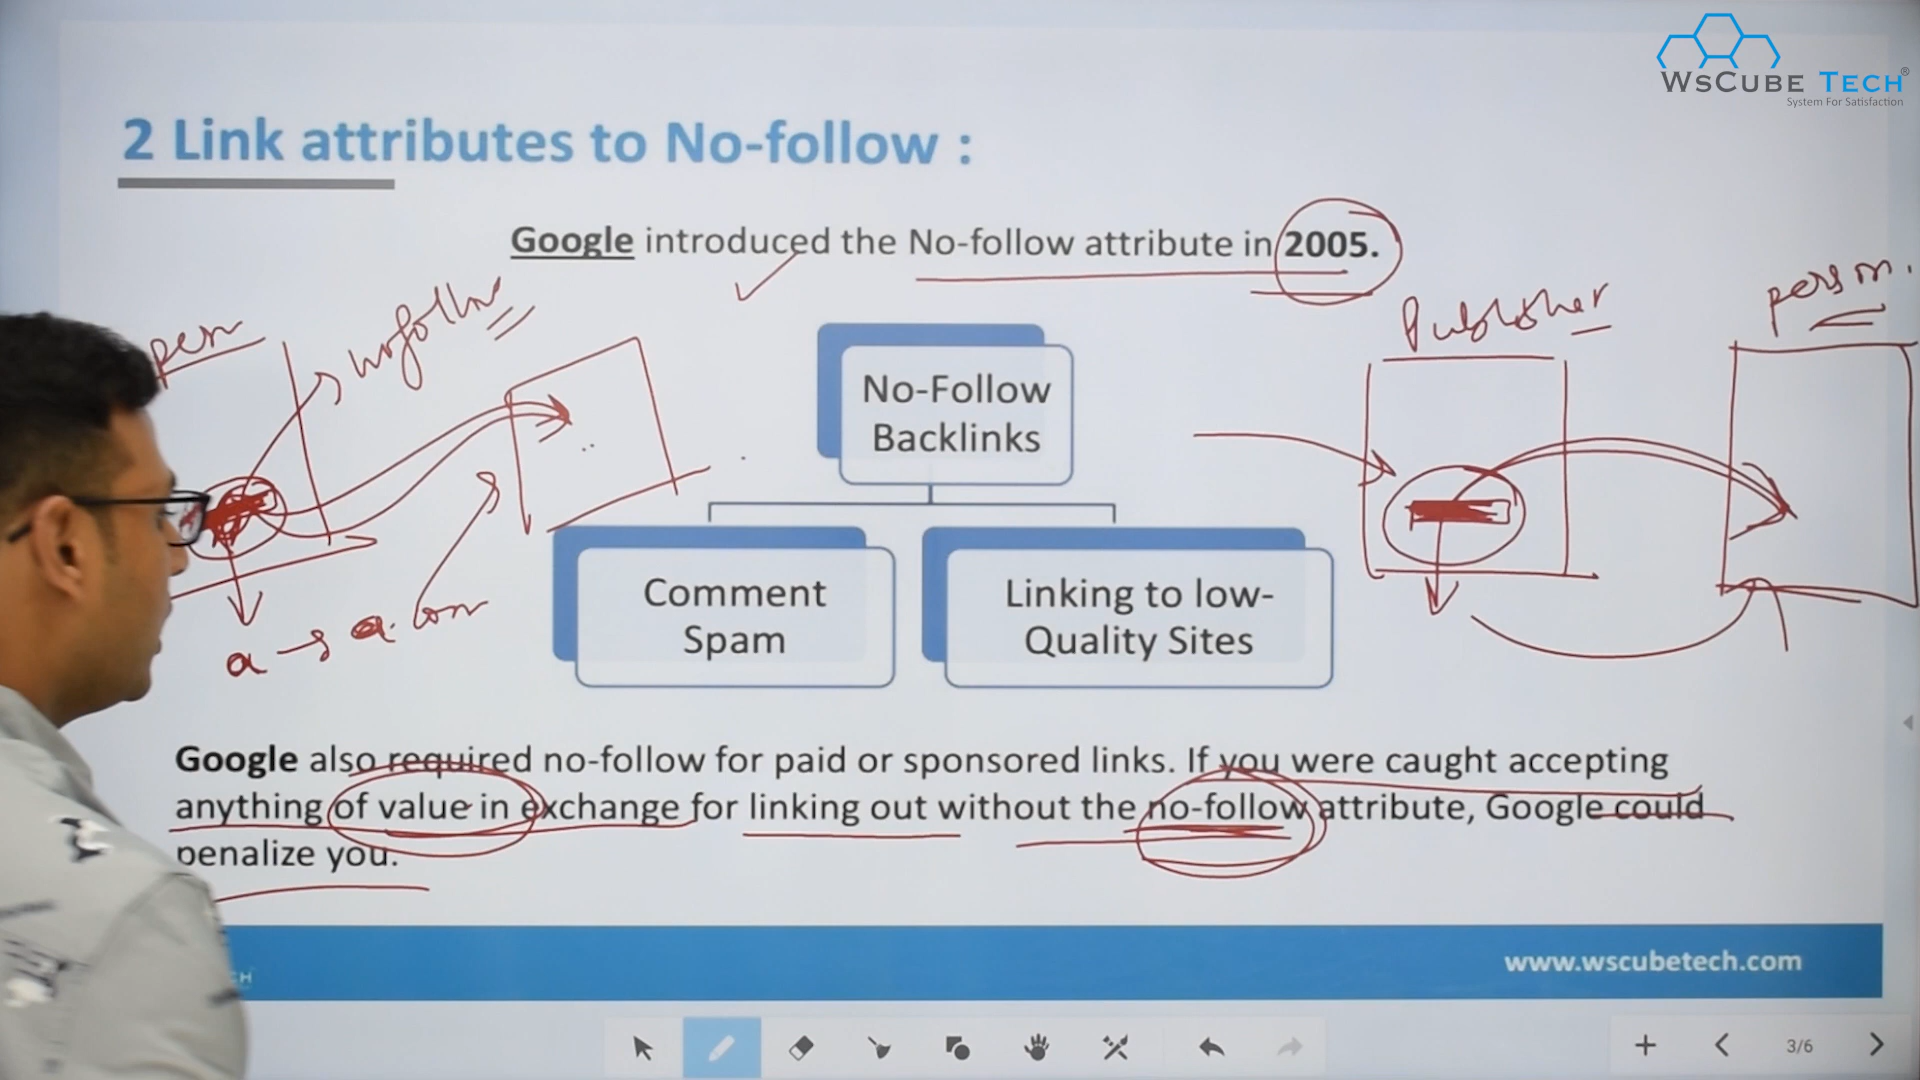 WsCube Tech®
System For Satisfaction
2 Link attributes to No-follow :
Google introduced the No-follow attribute in 2005.
nofollow
Publisher
person.
No-Follow
Backlinks
Comment
Spam
Linking to low-
Quality Sites
a → a.com
Google also required no-follow for paid or sponsored links. If you were caught accepting
anything of value in exchange for linking out without the no-follow attribute, Google could
penalize you.
www.wscubetech.com
3/6